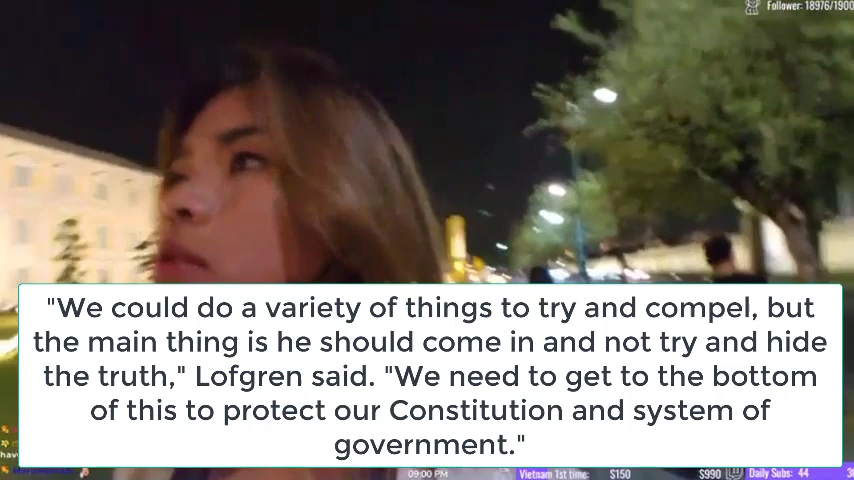 Follower: 18976/1900
"We could do a variety of things to try and compel, but
the main thing is he should come in and not try and hide
the truth," Lofgren said. "We need to get to the bottom
of this to protect our Constitution and system of
government."
hav
09:00 PM
Vietnam 1st time: $150 $990
Daily Subs: 44